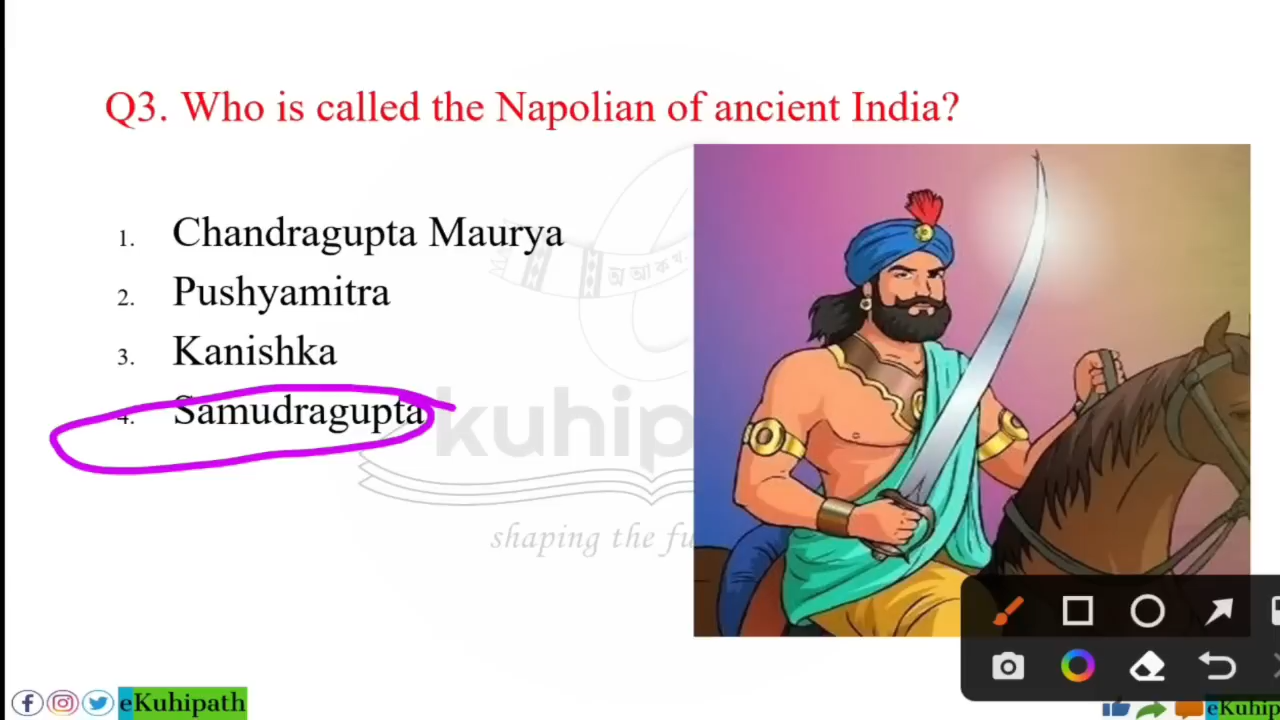 Q3. Who is called the Napolian of ancient India?
1. Chandragupta Maurya
2. Pushyamitra
3. Kanishka
4. Samudragupta
kuhip
shaping the fu
eKuhipath
eKuhip